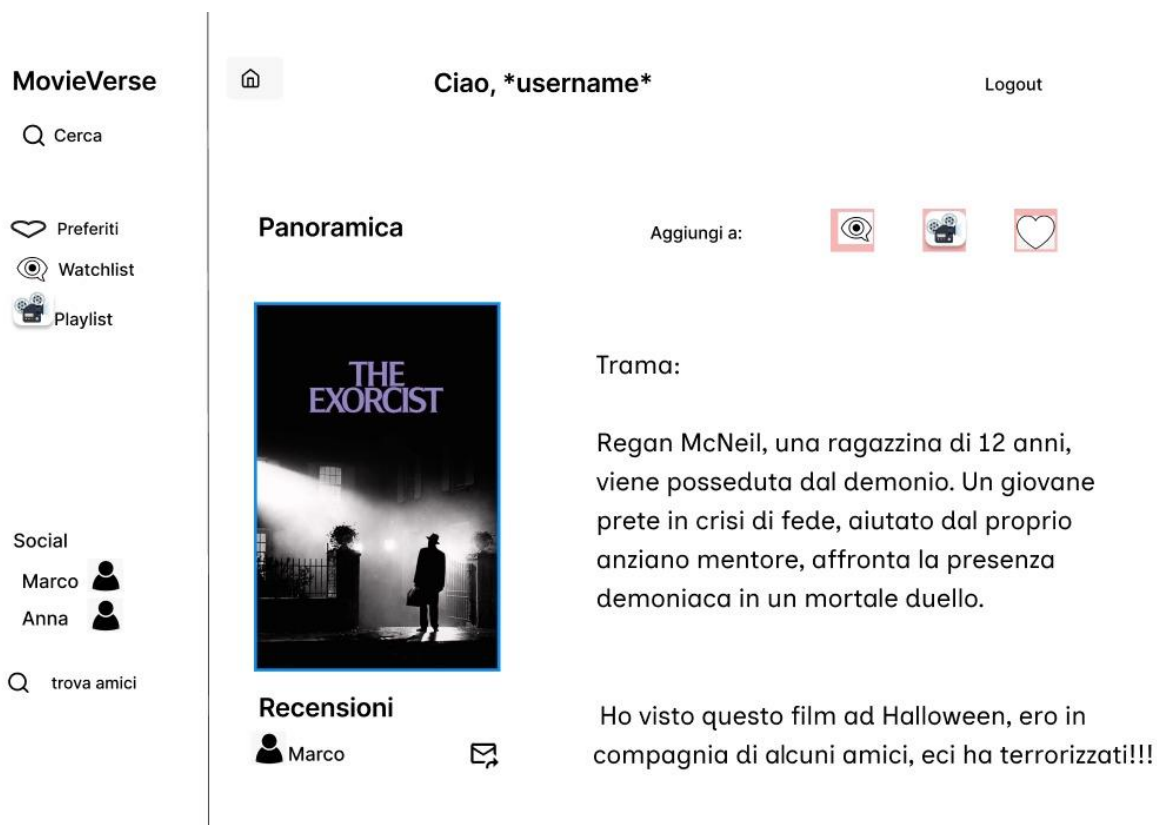 MovieVerse
Cerca
Preferiti
Watchlist
Playlist
Social
Marco
Anna
trova amici
Ciao, *username*
Logout
Panoramica
Aggiungi a:
THE
EXORCIST
Trama:
Regan McNeil, una ragazzina di 12 anni,
viene posseduta dal demonio. Un giovane
prete in crisi di fede, aiutato dal proprio
anziano mentore, affronta la presenza
demoniaca in un mortale duello.
Recensioni
Marco
Ho visto questo film ad Halloween, ero in
compagnia di alcuni amici, eci ha terrorizzati!!!